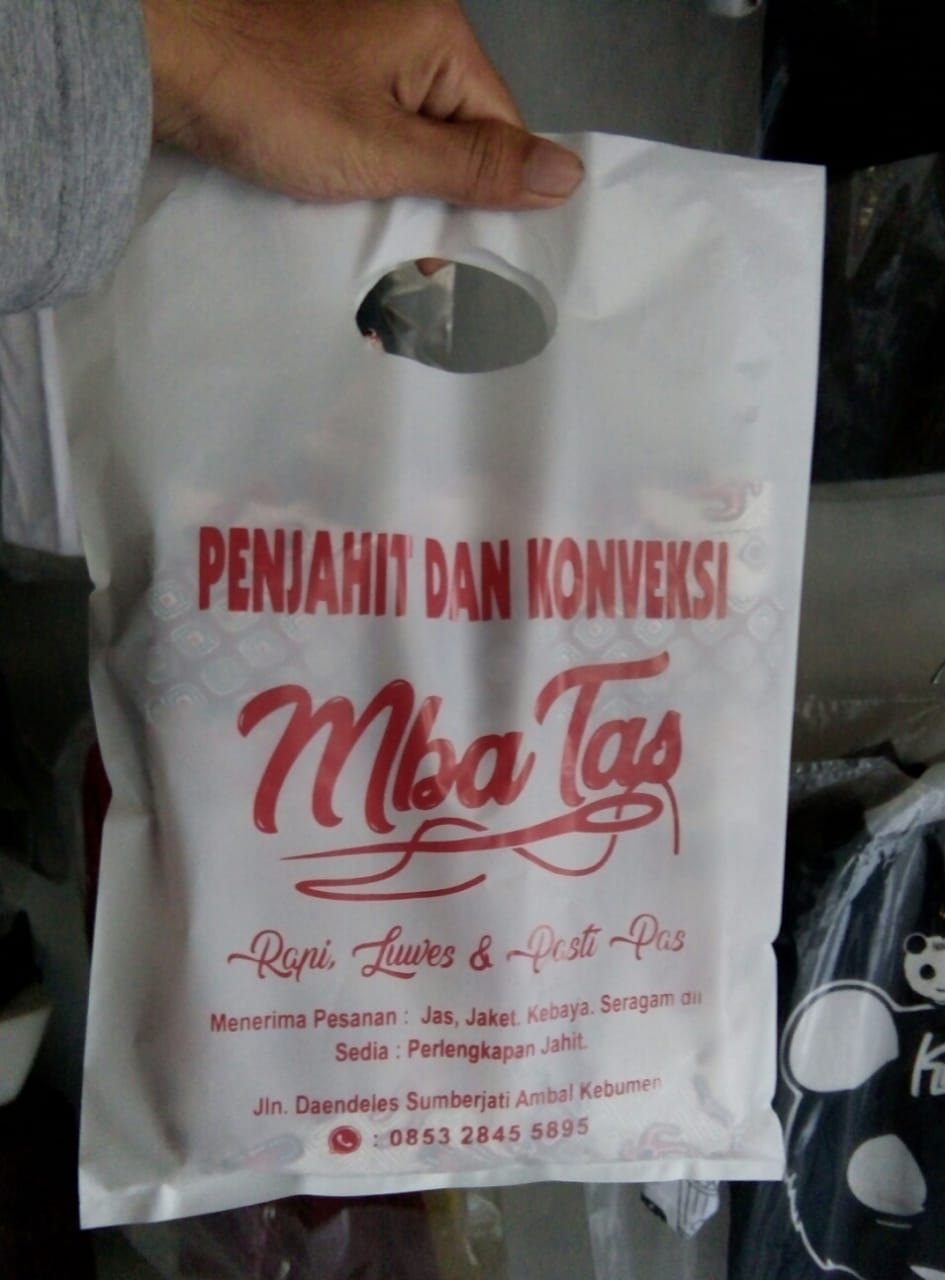 PENJAHIT DAN KONVEKSI
Mba Tas
Rapi, Luwes & Pasti Pas
Menerima Pesanan : Jas, Jaket. Kebaya. Seragam dll
Sedia : Perlengkapan Jahit.
Jln. Daendeles Sumberjati Ambal Kebumen
: 0853 2845 5895